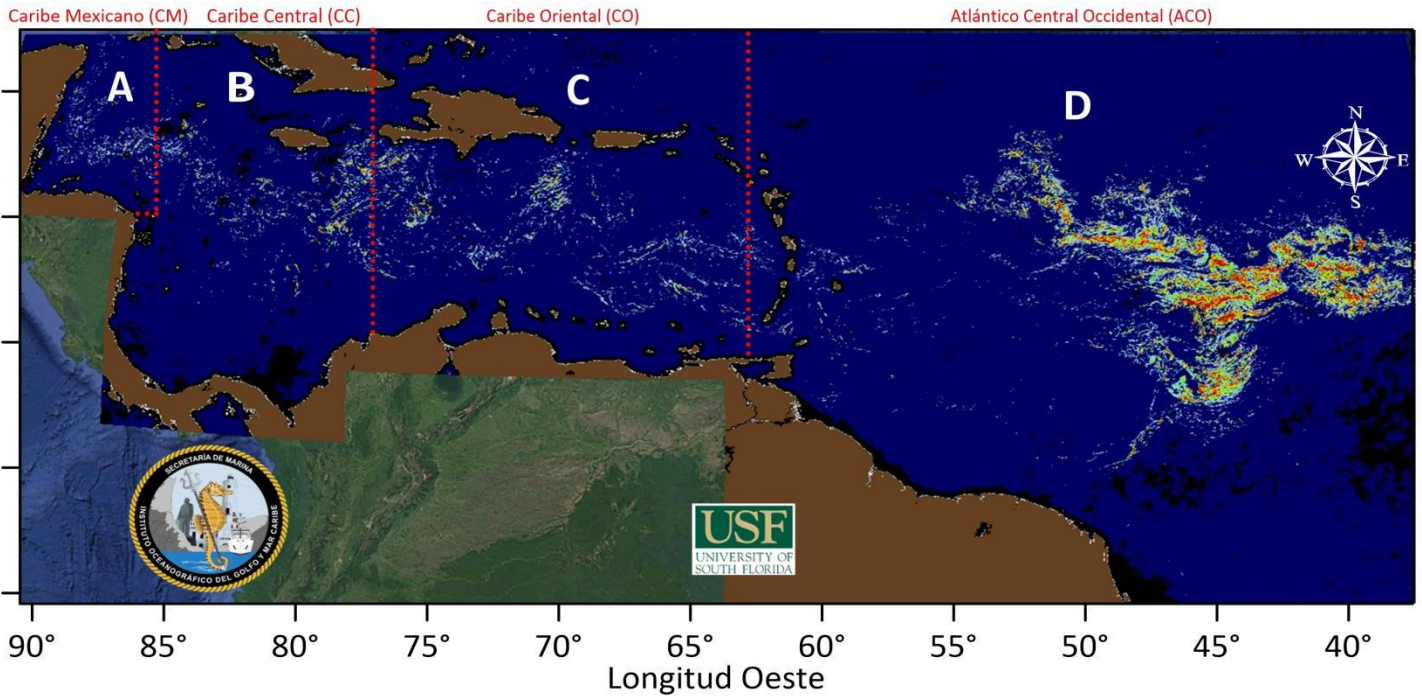 Caribe Mexicano (CM)
Caribe Central (CC)
Caribe Oriental (CO)
Atlántico Central Occidental (ACO)
A
B
C
D
N
W
E
S
SECRETARÍA DE MARINA
INSTITUTO OCEANOGRÁFICO DEL GOLFO Y MAR CARIBE
USF
UNIVERSITY OF
SOUTH FLORIDA
90°
85°
80°
75°
70°
65°
60°
55°
50°
45°
40°
Longitud Oeste